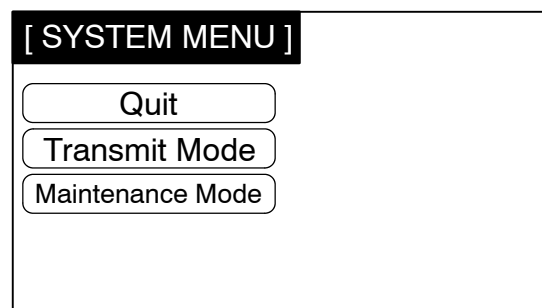 [ SYSTEM MENU ]
Quit
Transmit Mode
Maintenance Mode